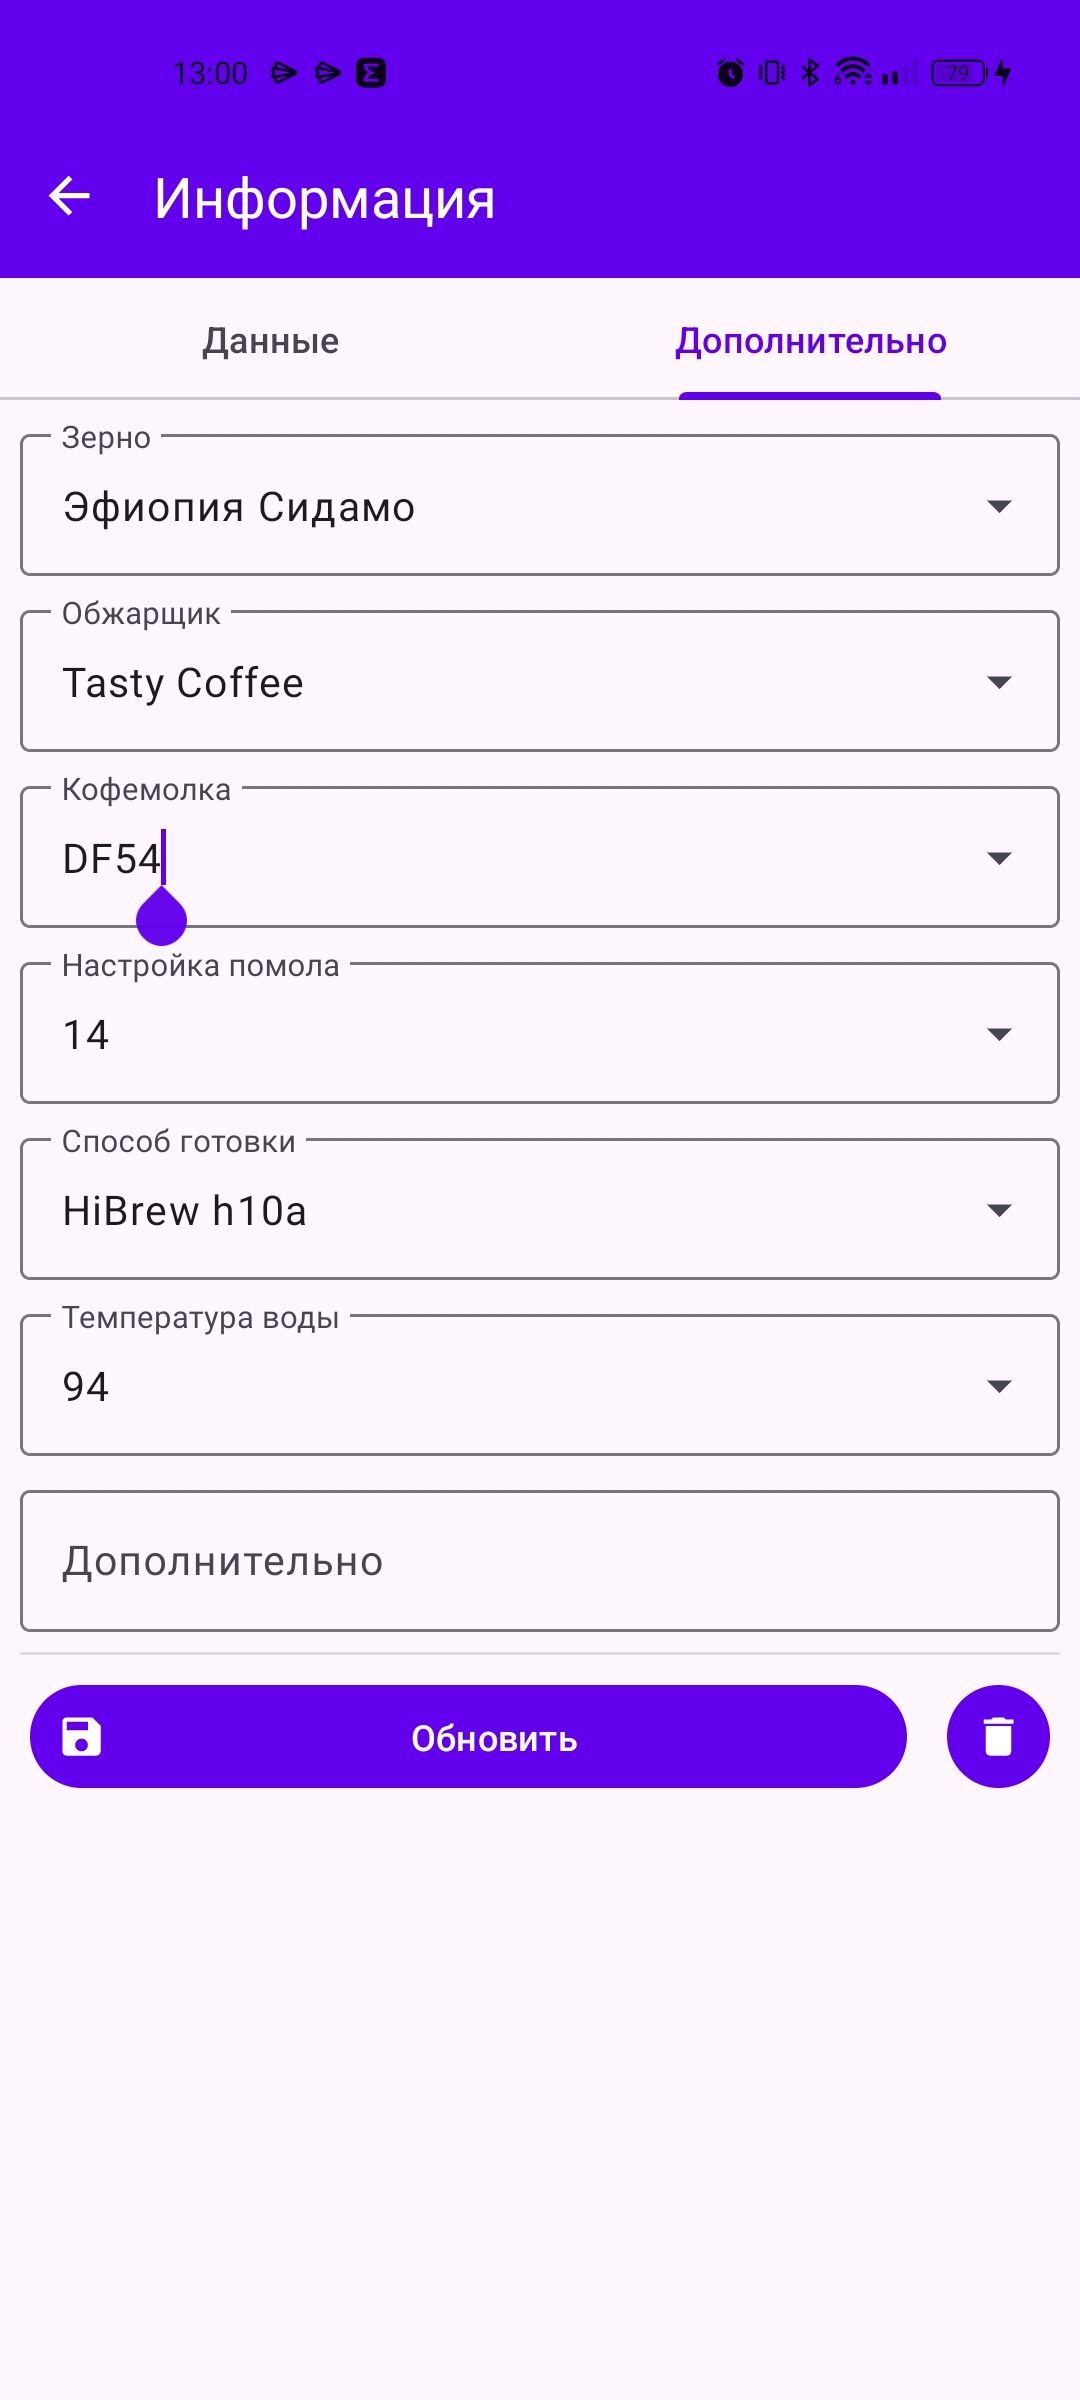 13:00
79
Информация
Данные
Дополнительно
Зерно
Эфиопия Сидамо
Обжарщик
Tasty Coffee
Кофемолка
DF54
Настройка помола
14
Способ готовки
HiBrew h10a
Температура воды
94
Дополнительно
Обновить